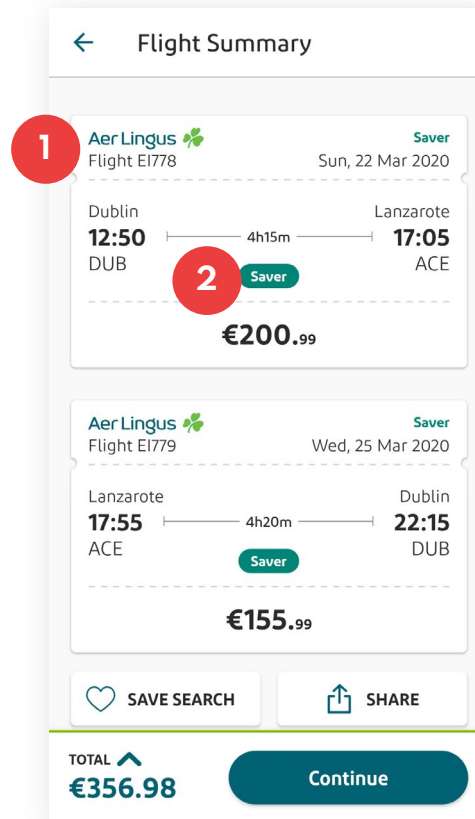 Flight Summary
1
Aer Lingus
Saver
Flight EI778
Sun, 22 Mar 2020
Dublin
Lanzarote
12:50
4h15m
17:05
DUB
ACE
2
Saver
€200.99
Aer Lingus
Saver
Flight EI779
Wed, 25 Mar 2020
Lanzarote
Dublin
17:55
4h20m
22:15
ACE
DUB
Saver
€155.99
SAVE SEARCH
SHARE
TOTAL
€356.98
Continue